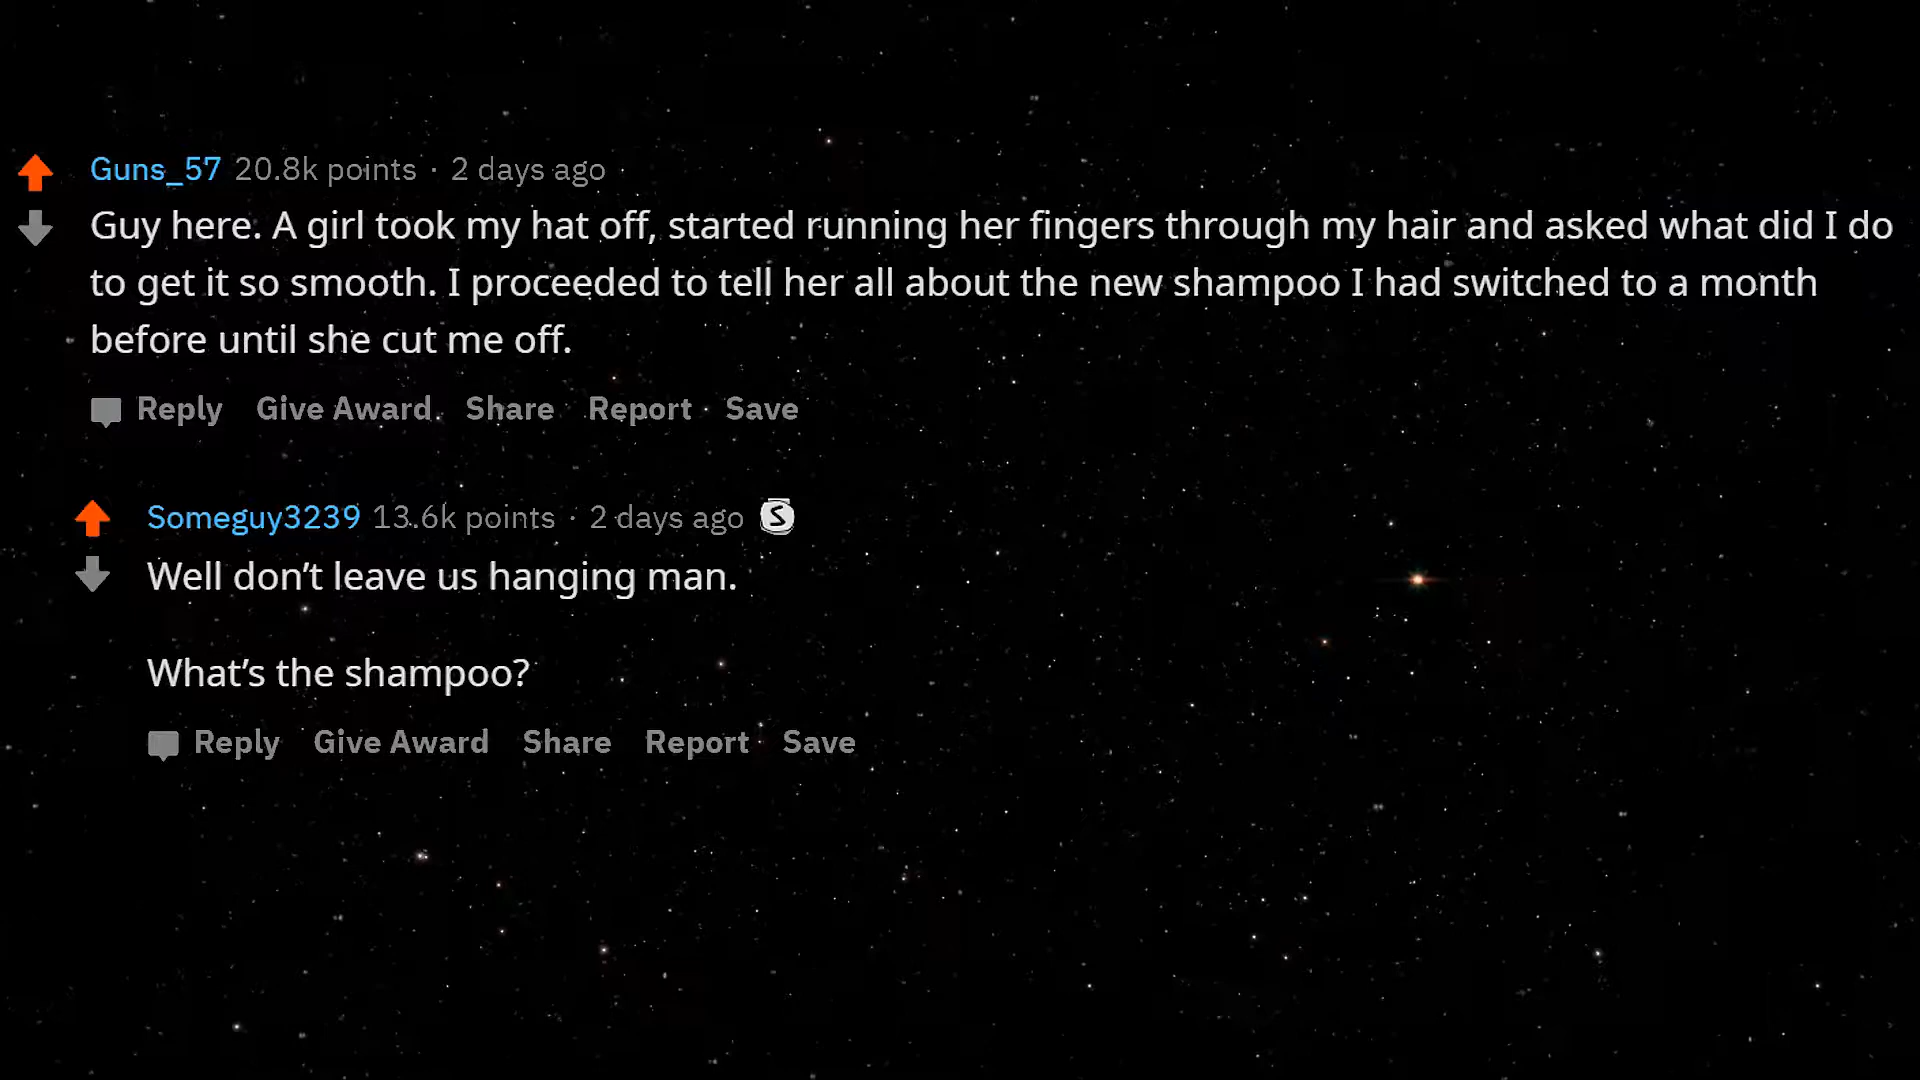 Guns_57 20.8k points · 2 days ago
Guy here. A girl took my hat off, started running her fingers through my hair and asked what did I do
to get it so smooth. I proceeded to tell her all about the new shampoo I had switched to a month
before until she cut me off.
Reply Give Award Share Report Save
Someguy3239 13.6k points · 2 days ago S
Well don’t leave us hanging man.
What’s the shampoo?
Reply Give Award Share Report Save